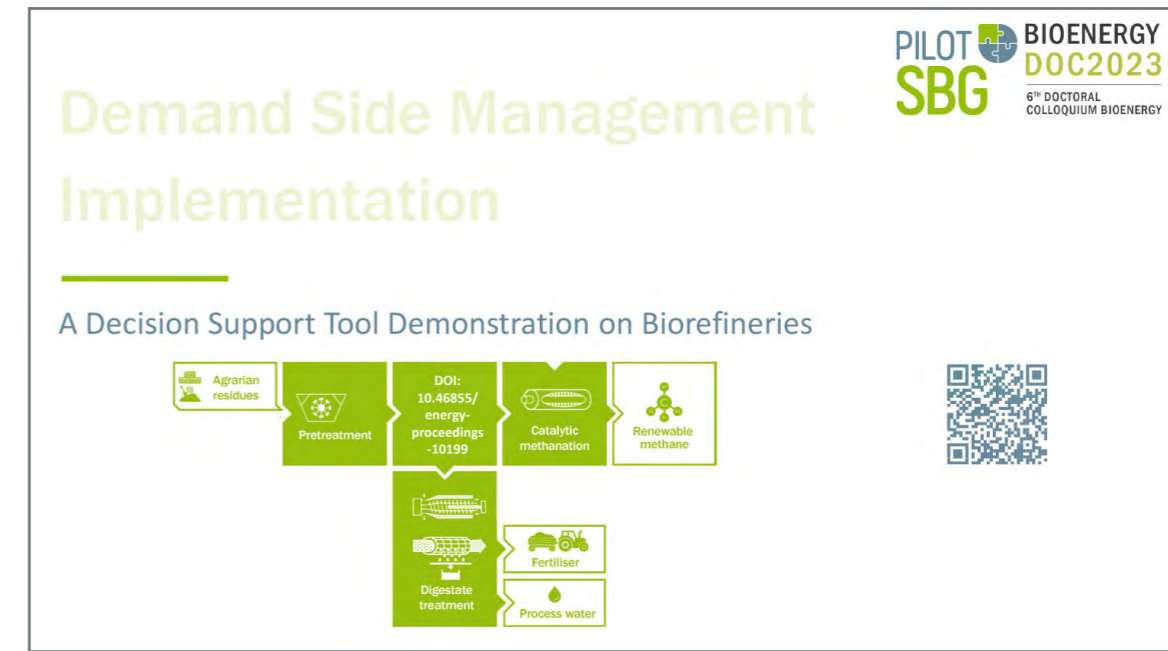 PILOT
SBG
BIOENERGY
DOC2023
6TH DOCTORAL
COLLOQUIUM BIOENERGY
Demand Side Management
Implementation
A Decision Support Tool Demonstration on Biorefineries
Agrarian
residues
Pretreatment
DOI:
10.46855/
energy-
proceedings
-10199
Catalytic
methanation
Renewable
methane
Digestate
treatment
Fertiliser
Process water